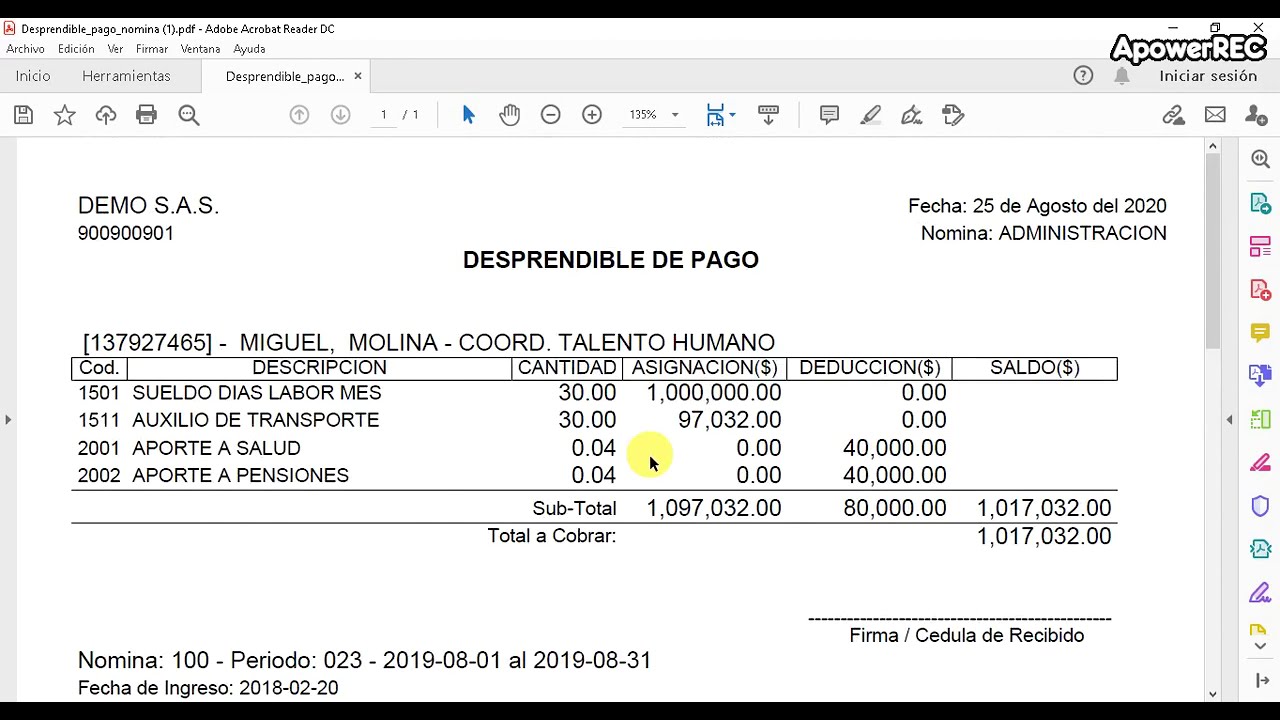 Desprendible_pago_nomina (1).pdf - Adobe Acrobat Reader DC
Archivo Edición Ver Firmar Ventana Ayuda
ApowerREC
Inicio Herramientas Desprendible_pago... × Iniciar sesión
1 / 1 135%
DEMO S.A.S. Fecha: 25 de Agosto del 2020
900900901 Nomina: ADMINISTRACION
DESPRENDIBLE DE PAGO
[137927465] - MIGUEL, MOLINA - COORD. TALENTO HUMANO
Cod. DESCRIPCION CANTIDAD ASIGNACION($) DEDUCCION($) SALDO($)
1501 SUELDO DIAS LABOR MES 30.00 1,000,000.00 0.00
1511 AUXILIO DE TRANSPORTE 30.00 97,032.00 0.00
2001 APORTE A SALUD 0.04 0.00 40,000.00
2002 APORTE A PENSIONES 0.04 0.00 40,000.00
Sub-Total 1,097,032.00 80,000.00 1,017,032.00
Total a Cobrar: 1,017,032.00
Firma / Cedula de Recibido
Nomina: 100 - Periodo: 023 - 2019-08-01 al 2019-08-31
Fecha de Ingreso: 2018-02-20